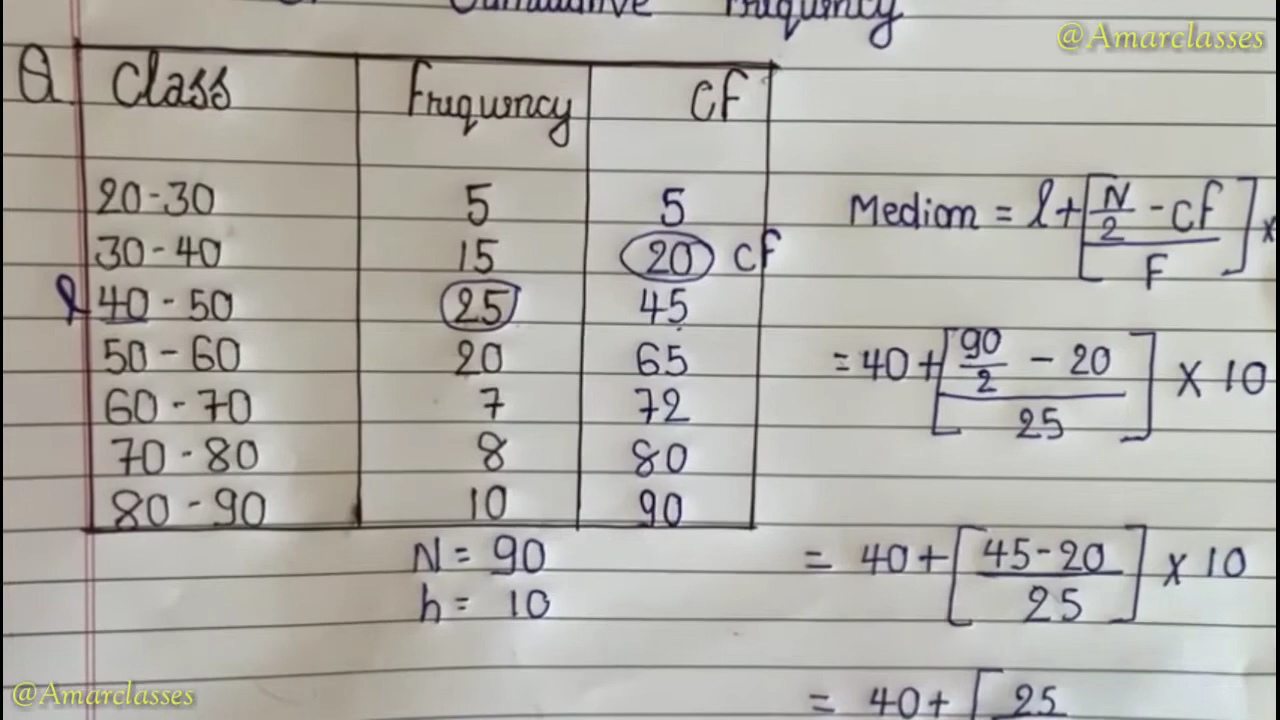 Cumulative Frequency
@Amarclasses
Q Class Frequency CF
20-30 5 5
30-40 15 20 CF
l 40-50 25 45
50-60 20 65
60-70 7 72
70-80 8 80
80-90 10 90
N = 90
h = 10
Median = l+[N/2 -CF/F]×
=40+[90/2 - 20/25] × 10
= 40+[45-20/25] × 10
= 40+[25
@Amarclasses